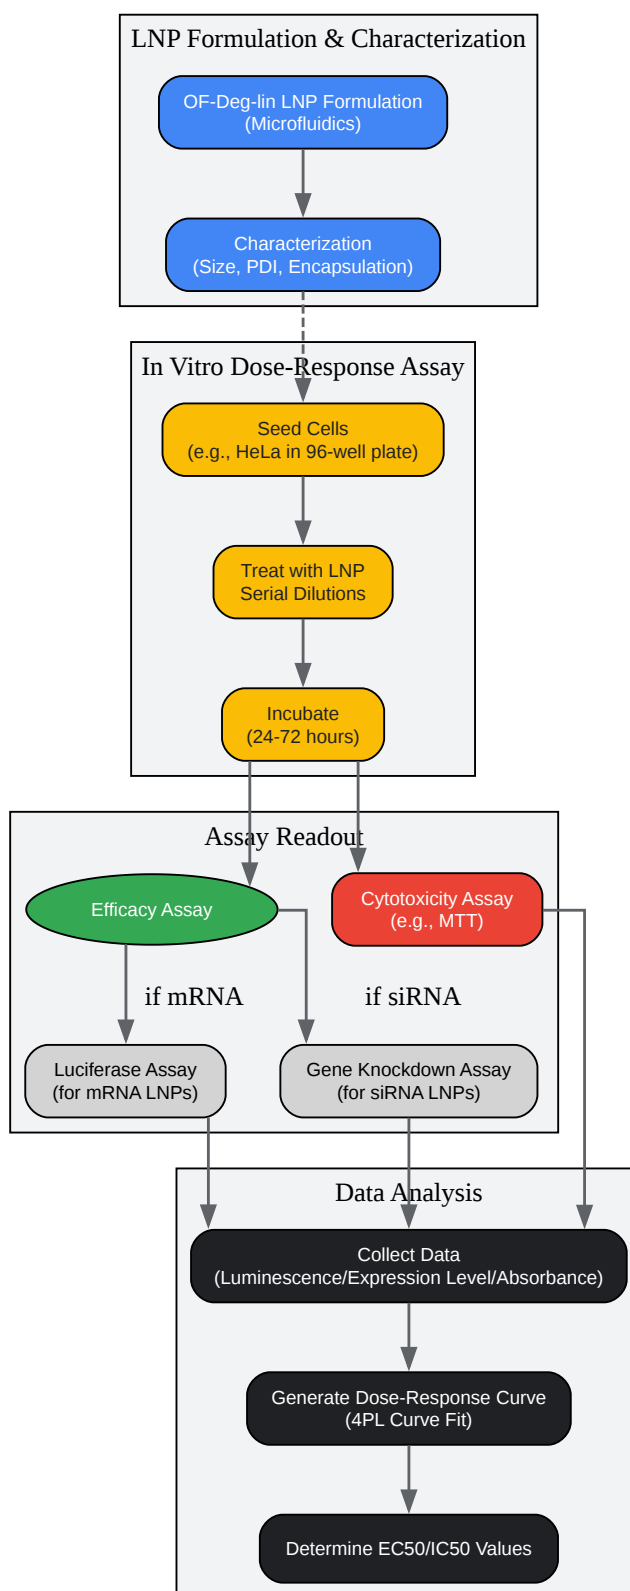 LNP Formulation & Characterization
OF-Deg-lin LNP Formulation
(Microfluidics)
Characterization
(Size, PDI, Encapsulation)
In Vitro Dose-Response Assay
Seed Cells
(e.g., HeLa in 96-well plate)
Treat with LNP
Serial Dilutions
Incubate
(24-72 hours)
Assay Readout
Efficacy Assay
Cytotoxicity Assay
(e.g., MTT)
if mRNA
if siRNA
Luciferase Assay
(for mRNA LNPs)
Gene Knockdown Assay
(for siRNA LNPs)
Data Analysis
Collect Data
(Luminescence/Expression Level/Absorbance)
Generate Dose-Response Curve
(4PL Curve Fit)
Determine EC50/IC50 Values